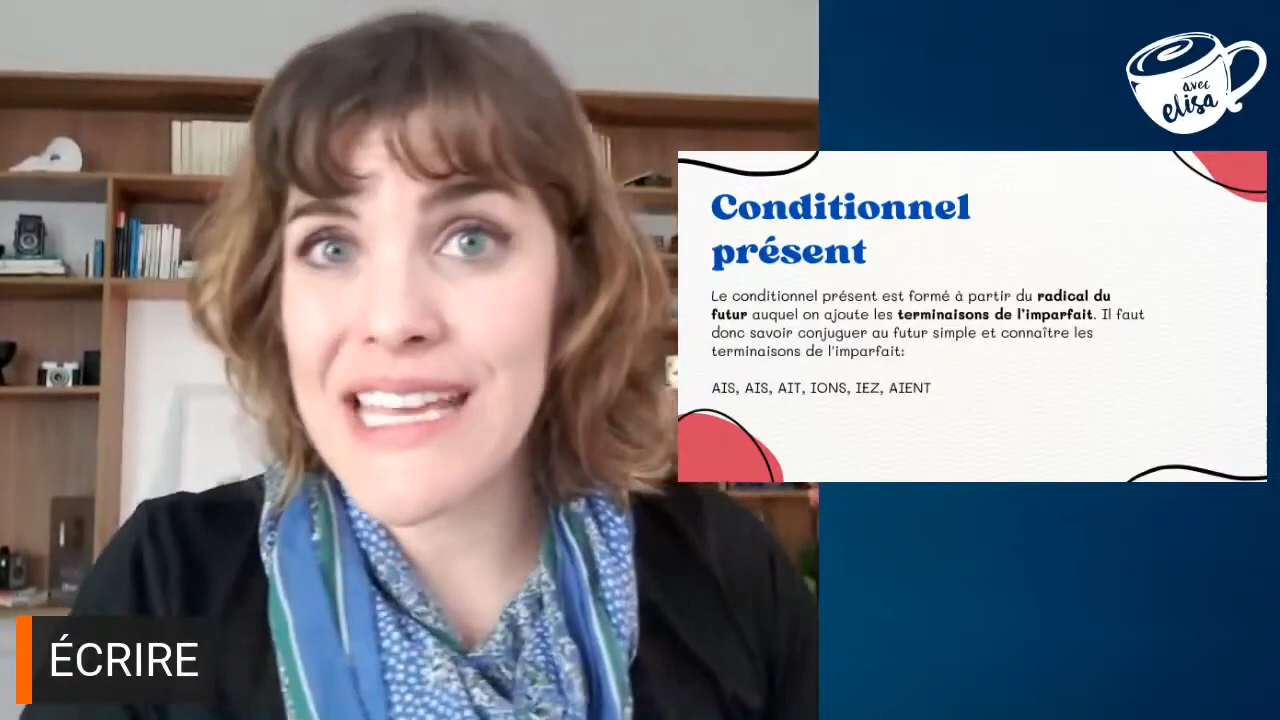 avec
elisa
Conditionnel
présent
Le conditionnel présent est formé à partir du radical du
futur auquel on ajoute les terminaisons de l'imparfait. Il faut
donc savoir conjuguer au futur simple et connaître les
terminaisons de l'imparfait:
AIS, AIS, AIT, IONS, IEZ, AIENT
ÉCRIRE